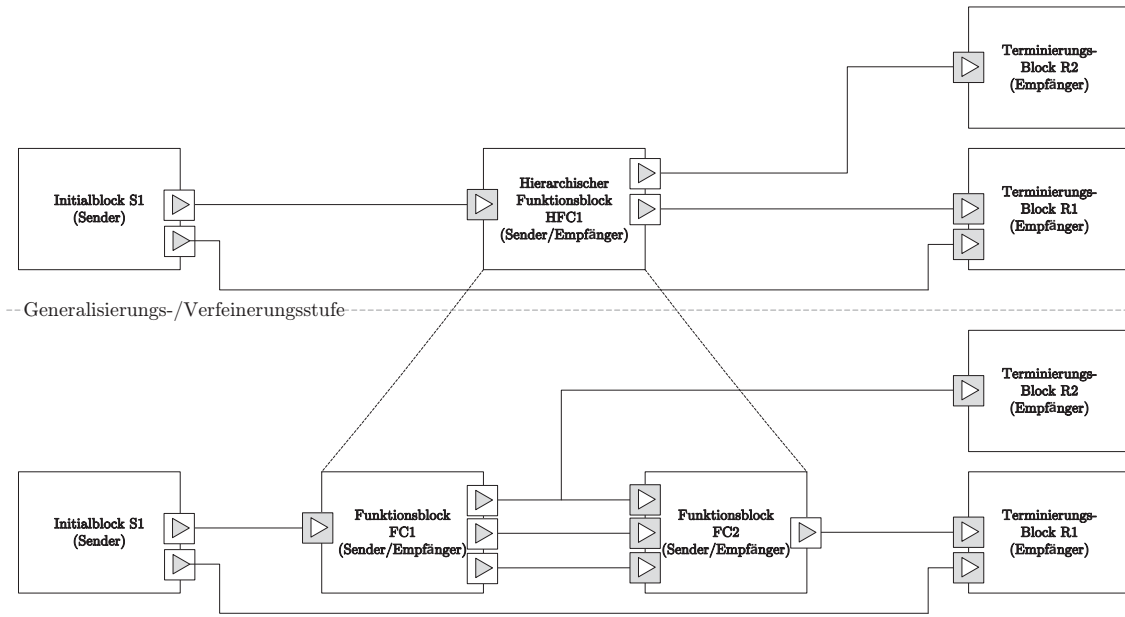 Terminierungs-
Block R2
(Empfänger)
Initialblock S1
(Sender)
Hierarchischer
Funktionsblock
HFC1
(Sender/Empfänger)
Terminierungs-
Block R1
(Empfänger)
Generalisierungs-/Verfeinerungsstufe
Terminierungs-
Block R2
(Empfänger)
Initialblock S1
(Sender)
Funktionsblock
FC1
(Sender/Empfänger)
Funktionsblock
FC2
(Sender/Empfänger)
Terminierungs-
Block R1
(Empfänger)